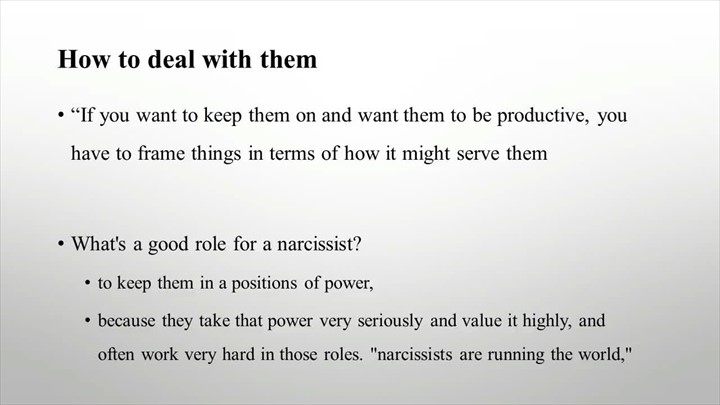 How to deal with them
• “If you want to keep them on and want them to be productive, you
have to frame things in terms of how it might serve them
• What's a good role for a narcissist?
• to keep them in a positions of power,
• because they take that power very seriously and value it highly, and
often work very hard in those roles. "narcissists are running the world,"